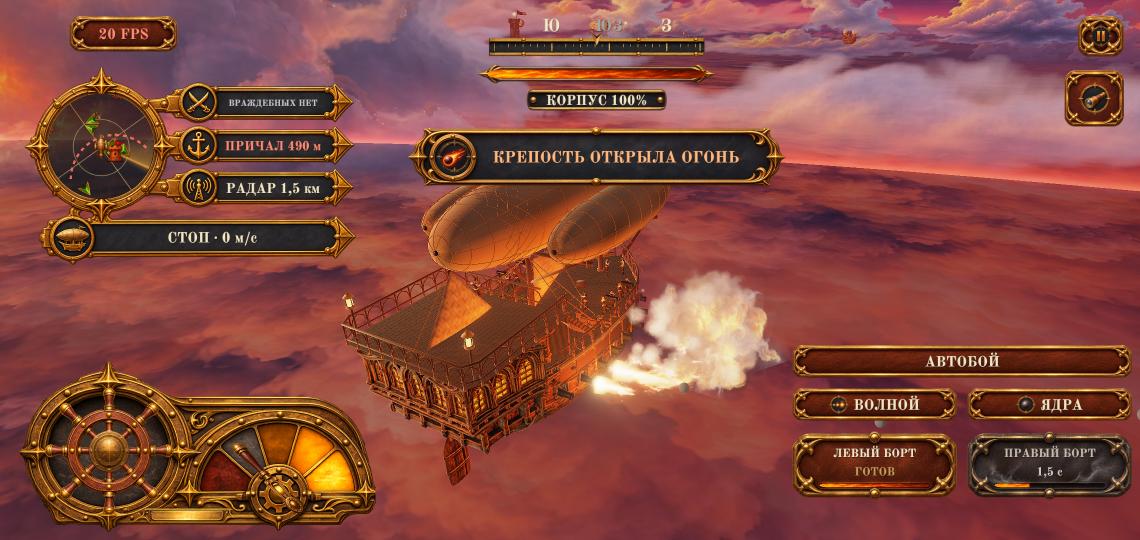 20 FPS
Ю
З
КОРПУС 100%
ВРАЖДЕБНЫХ НЕТ
ПРИЧАЛ 490 м
РАДАР 1,5 км
СТОП · 0 м/с
КРЕПОСТЬ ОТКРЫЛА ОГОНЬ
АВТОБОЙ
ВОЛНОЙ
ЯДРА
ЛЕВЫЙ БОРТ
ГОТОВ
ПРАВЫЙ БОРТ
1,5 с